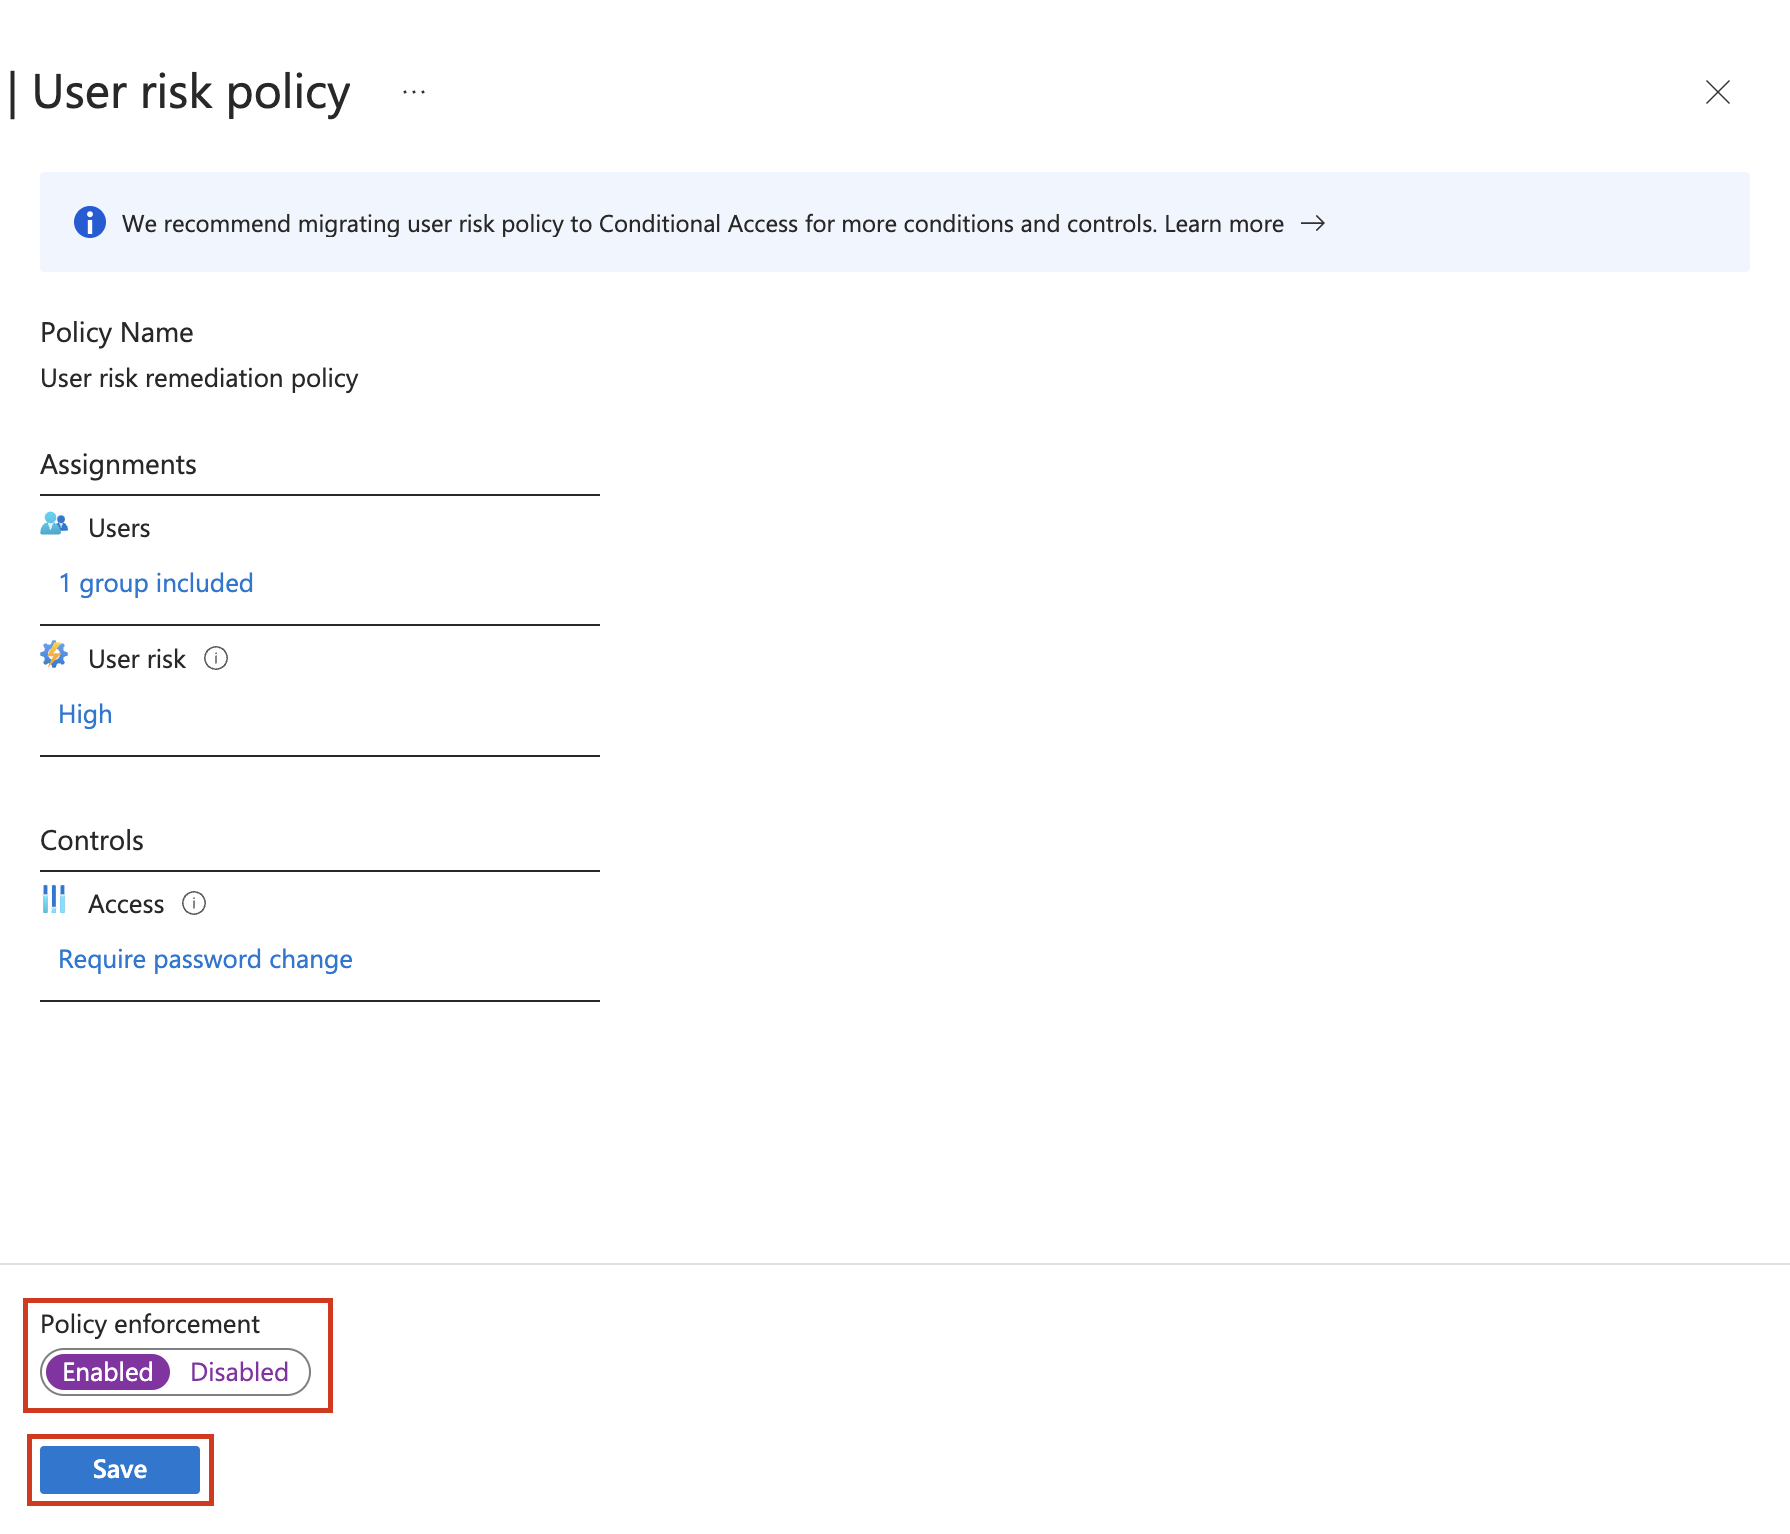 | User risk policy ...
We recommend migrating user risk policy to Conditional Access for more conditions and controls. Learn more →
Policy Name
User risk remediation policy
Assignments
Users
1 group included
User risk
High
Controls
Access
Require password change
Policy enforcement
Enabled Disabled
Save